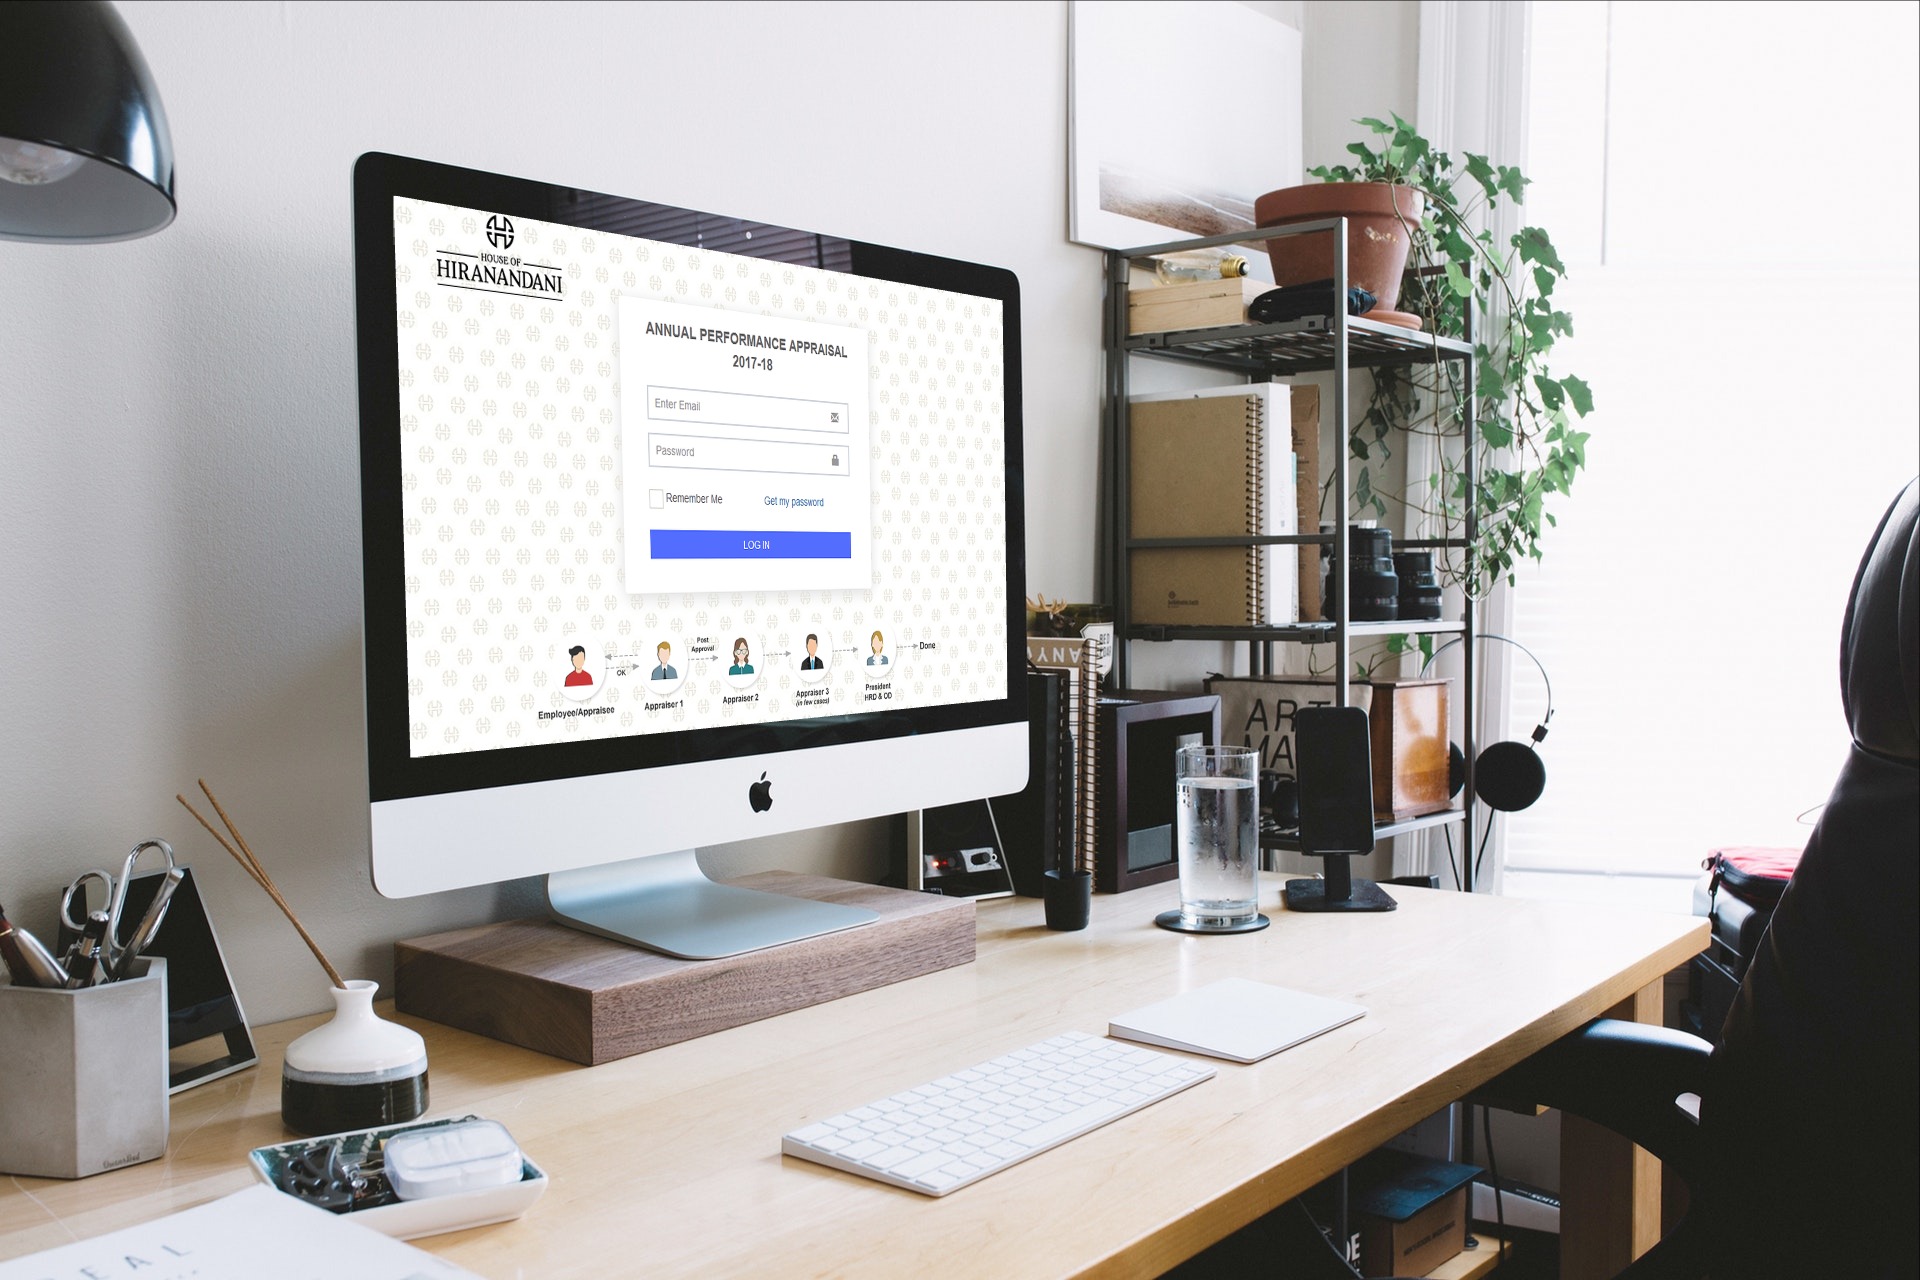 HOUSE OF
HIRANANDANI
ANNUAL PERFORMANCE APPRAISAL
2017-18
Enter Email
Password
Remember Me
Get my password
LOG IN
Employee/Appraisee
OK
Appraiser 1
Post
Approval
Appraiser 2
Appraiser 3
(in few cases)
President
HRD & OD
Done
ART
MA
EAL